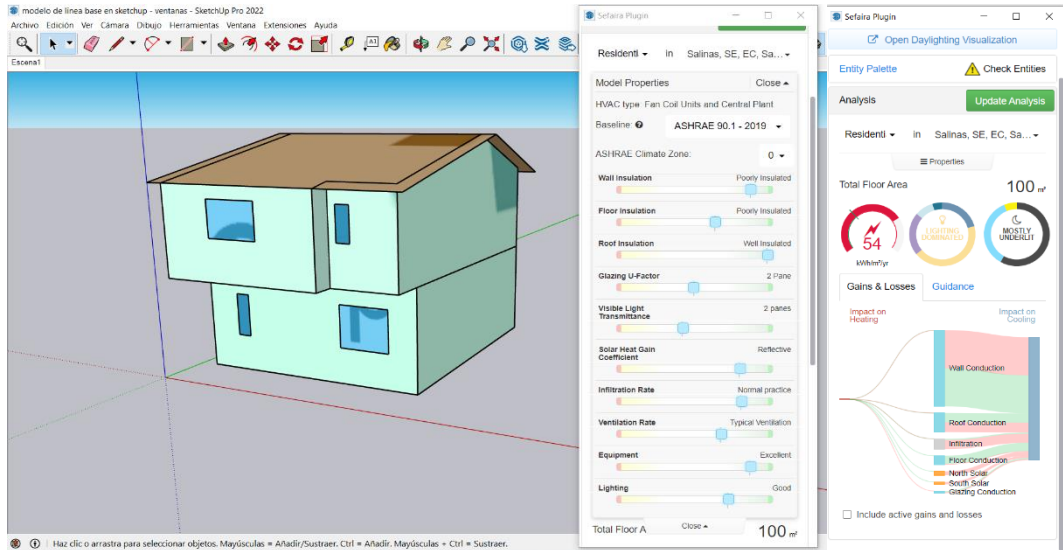 modelo de línea base en sketchup - ventanas - SketchUp Pro 2022
Archivo Edición Ver Cámara Dibujo Herramientas Ventana Extensiones Ayuda
Escena1
Haz clic o arrastra para seleccionar objetos. Mayúsculas = Añadir/Sustraer. Ctrl = Añadir. Mayúsculas + Ctrl = Sustraer.
Sefaira Plugin
Residenti in Salinas, SE, EC, Sa...
Model Properties Close
HVAC type: Fan Coil Units and Central Plant
Baseline: ASHRAE 90.1 - 2019
ASHRAE Climate Zone: 0
Wall Insulation Poorly Insulated
Floor Insulation Poorly Insulated
Roof Insulation Well Insulated
Glazing U-Factor 2 Pane
Visible Light 2 panes
Transmittance
Solar Heat Gain Reflective
Coefficient
Infiltration Rate Normal practice
Ventilation Rate Typical Ventilation
Equipment Excellent
Lighting Good
Close
Total Floor A 100 m²
Sefaira Plugin
Open Daylighting Visualization
Entity Palette Check Entities
Analysis Update Analysis
Residenti in Salinas, SE, EC, Sa...
Properties
Total Floor Area 100 m²
54
kWh/m²/yr
LIGHTING
DOMINATED
MOSTLY
UNDERLIT
Gains & Losses Guidance
Impact on
Heating
Impact on
Cooling
Wall Conduction
Roof Conduction
Infiltration
Floor Conduction
North Solar
South Solar
Glazing Conduction
Include active gains and losses